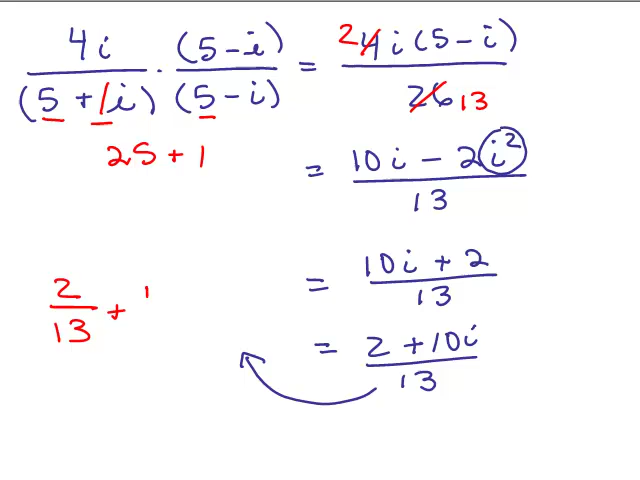 4i/(5 + 1i) · (5 - i)/(5 - i) = 2 4i(5 - i)/26 13
25 + 1
= 10i - 2i²/13
= 10i + 2/13
2/13 + 1
= 2 + 10i/13